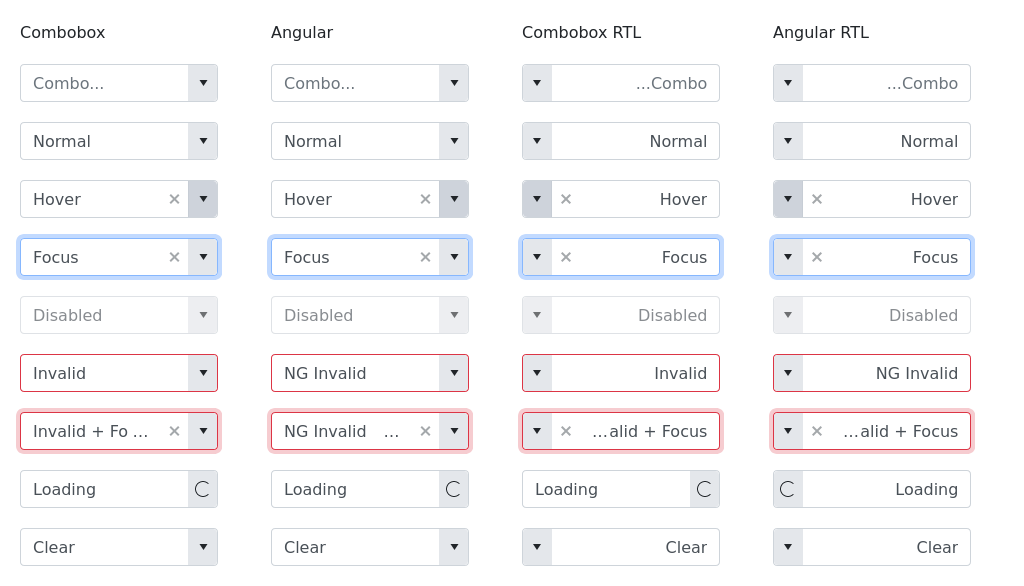 Combobox Angular Combobox RTL Angular RTL
Combo... Combo... ...Combo ...Combo
Normal Normal Normal Normal
Hover Hover Hover Hover
Focus Focus Focus Focus
Disabled Disabled Disabled Disabled
Invalid NG Invalid Invalid NG Invalid
Invalid + Fo ... NG Invalid ... ...alid + Focus ...alid + Focus
Loading Loading Loading Loading
Clear Clear Clear Clear